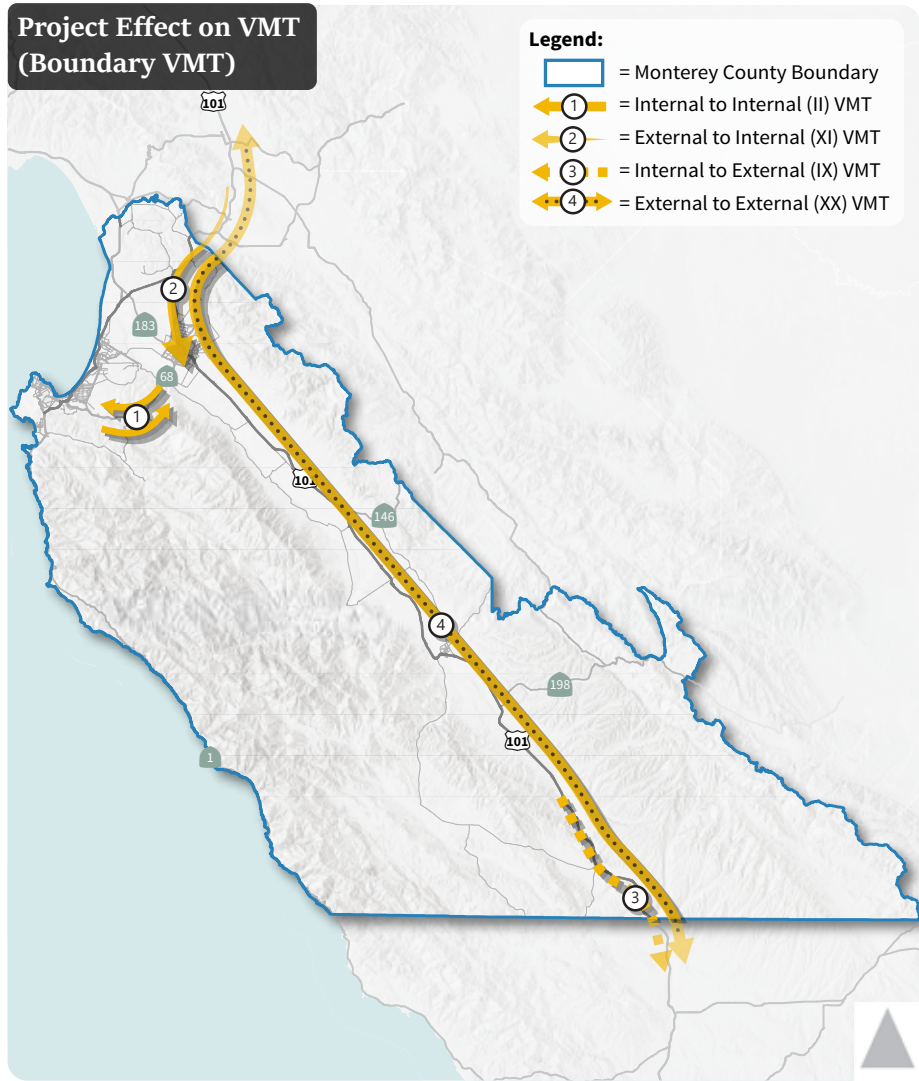 Project Effect on VMT
(Boundary VMT)
Legend:
= Monterey County Boundary
1 = Internal to Internal (II) VMT
2 = External to Internal (XI) VMT
3 = Internal to External (IX) VMT
4 = External to External (XX) VMT
101
2
183
68
1
101
146
4
198
101
1
3